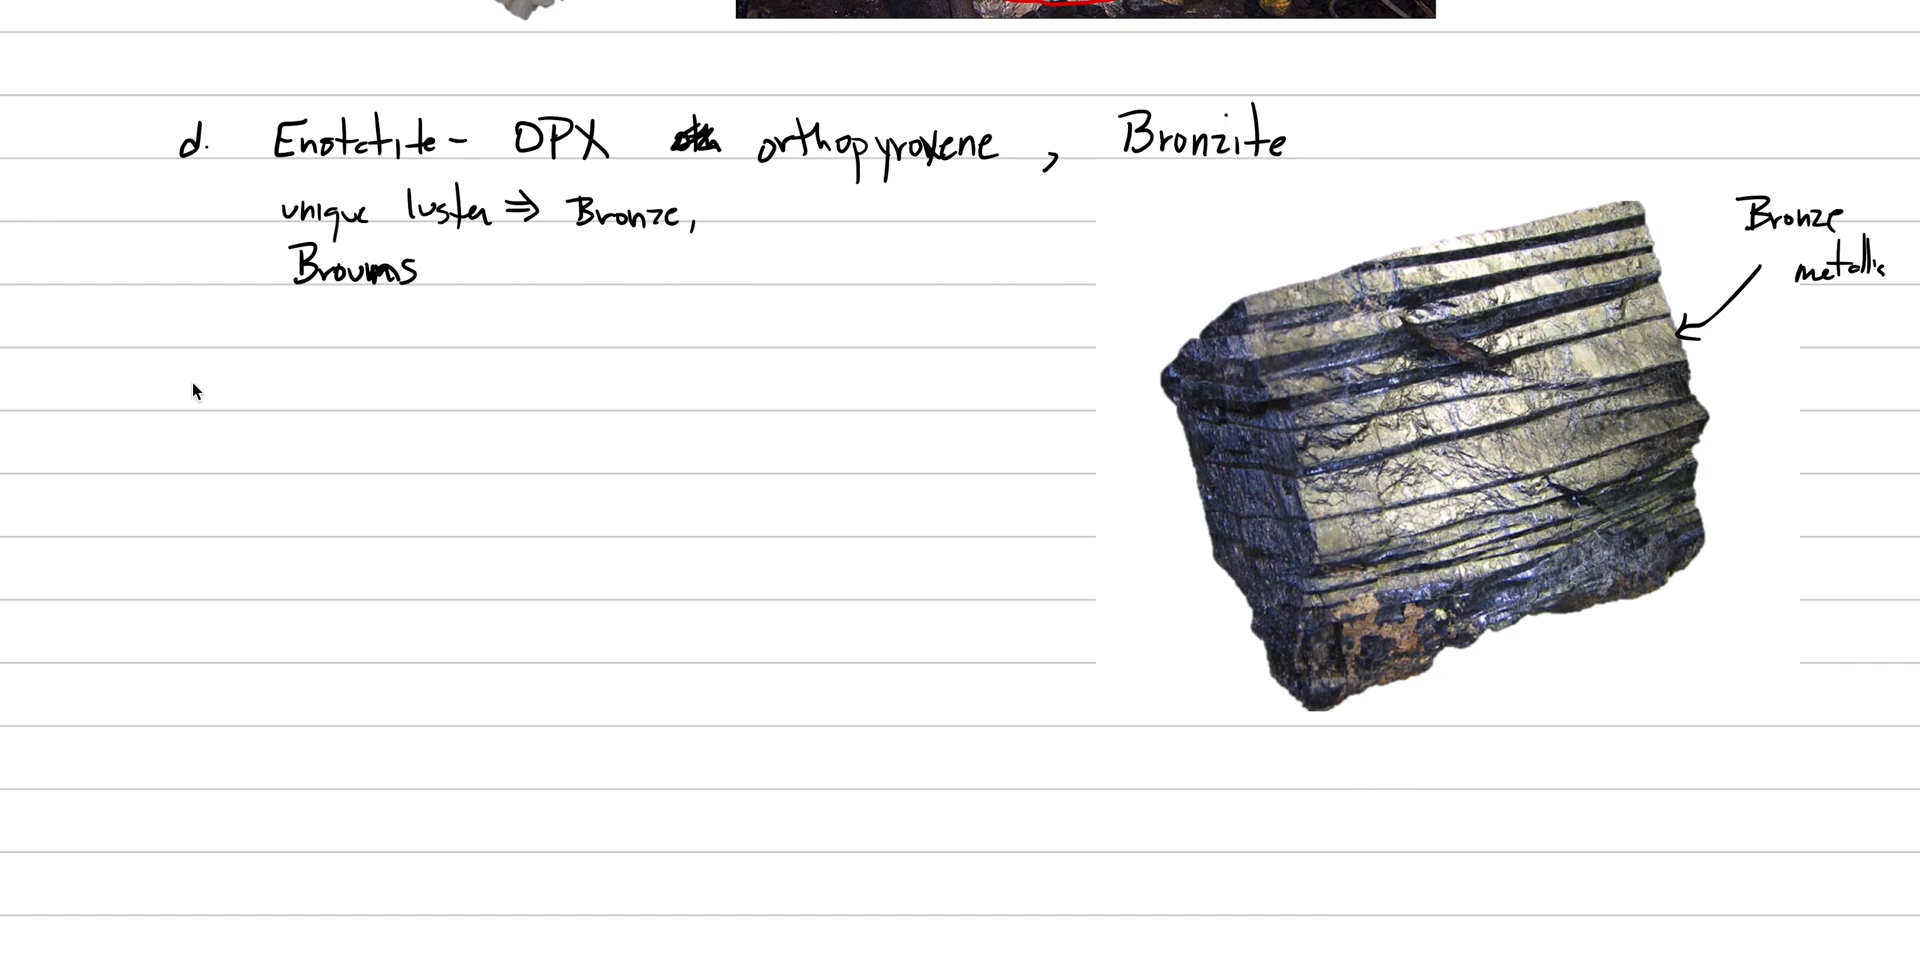 d. Enstatite - OPX orthopyroxene, Bronzite
unique luster ⇒ Bronze,
Browns
Bronze
metallic